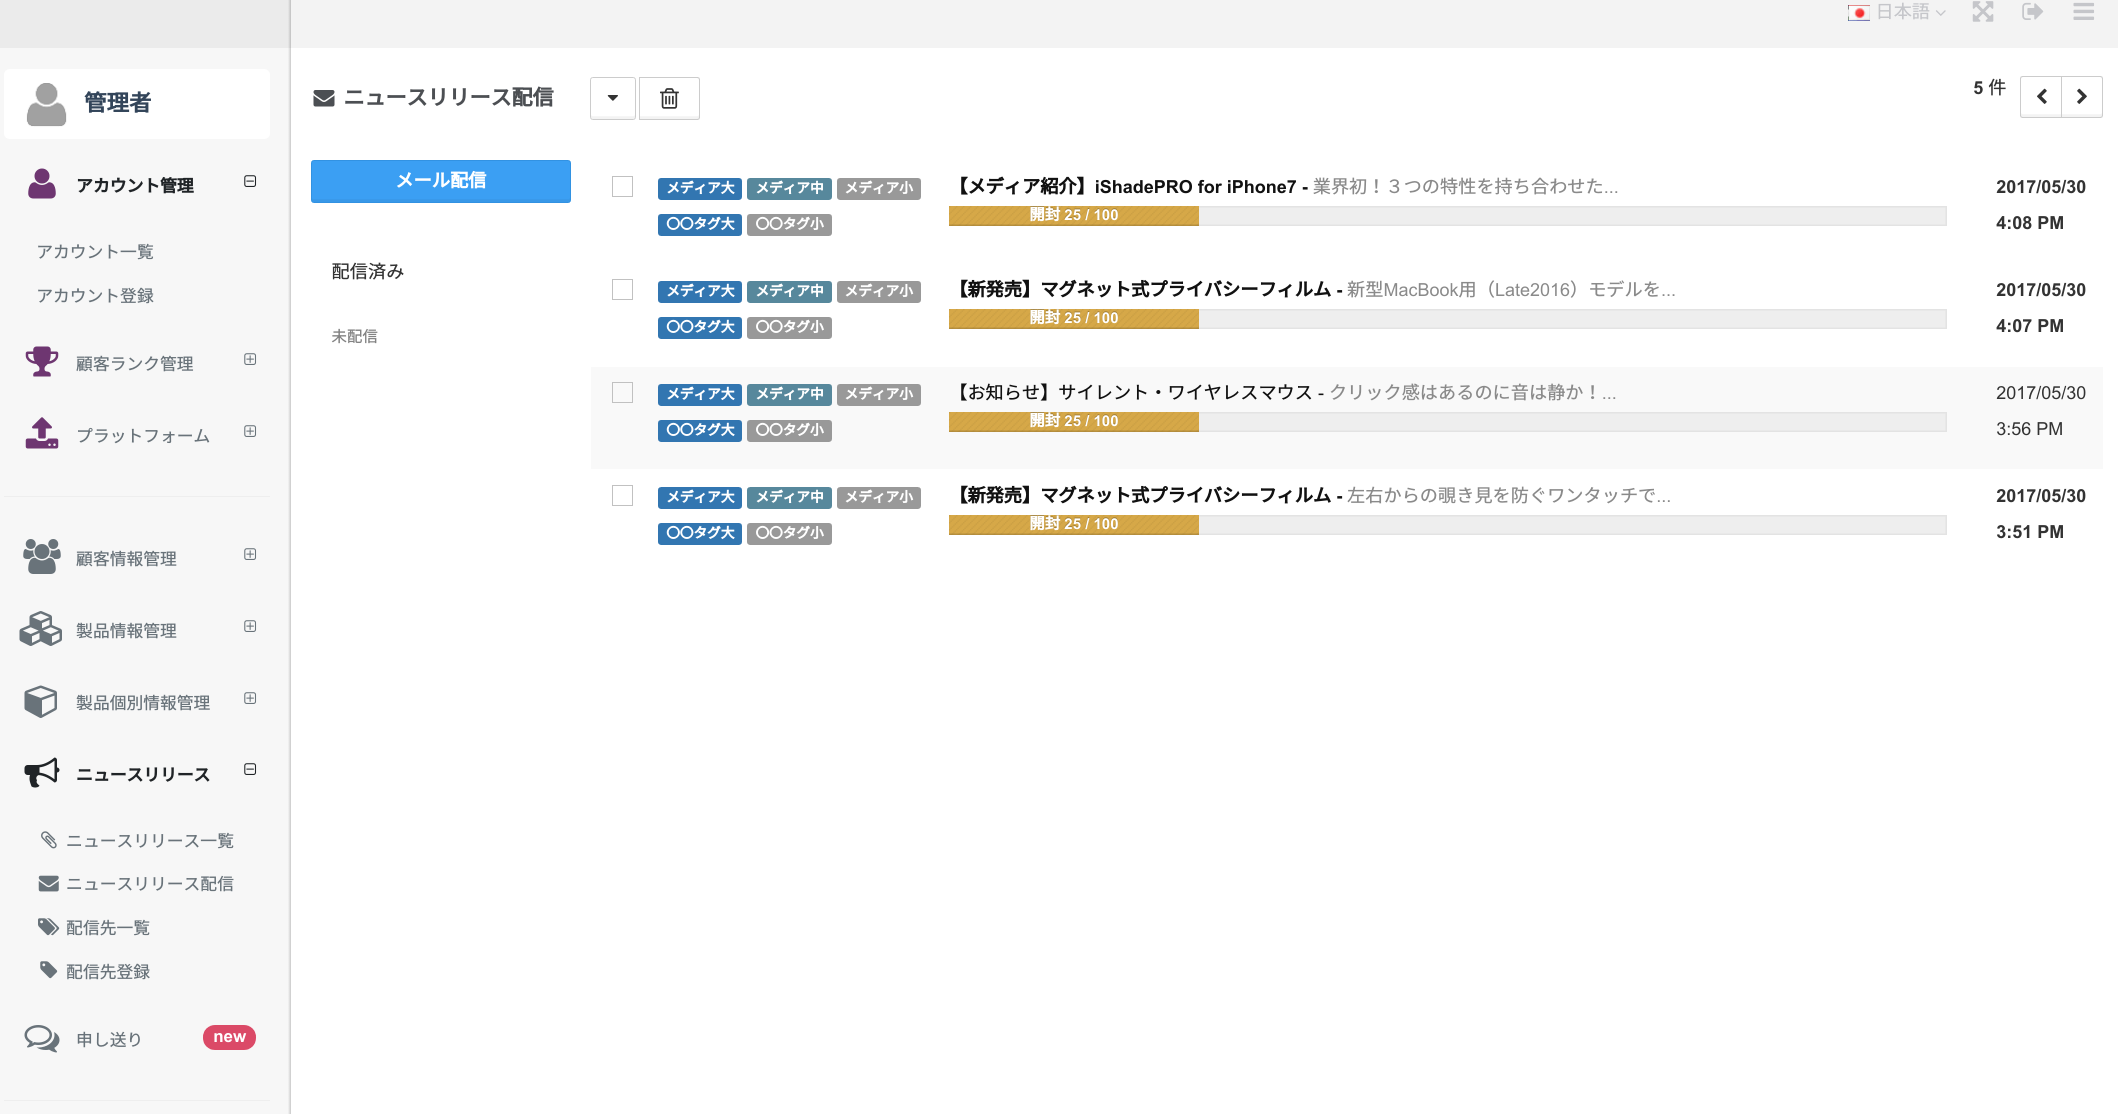 日本語
管理者
アカウント管理
アカウント一覧
アカウント登録
顧客ランク管理
プラットフォーム
顧客情報管理
製品情報管理
製品個別情報管理
ニュースリリース
ニュースリリース一覧
ニュースリリース配信
配信先一覧
配信先登録
申し送り new
ニュースリリース配信
5 件
メール配信
配信済み
未配信
メディア大 メディア中 メディア小
〇〇タグ大 〇〇タグ小
【メディア紹介】iShadePRO for iPhone7 - 業界初！３つの特性を持ち合わせた...
開封 25 / 100
2017/05/30
4:08 PM
メディア大 メディア中 メディア小
〇〇タグ大 〇〇タグ小
【新発売】マグネット式プライバシーフィルム - 新型MacBook用（Late2016）モデルを...
開封 25 / 100
2017/05/30
4:07 PM
メディア大 メディア中 メディア小
〇〇タグ大 〇〇タグ小
【お知らせ】サイレント・ワイヤレスマウス - クリック感はあるのに音は静か！...
開封 25 / 100
2017/05/30
3:56 PM
メディア大 メディア中 メディア小
〇〇タグ大 〇〇タグ小
【新発売】マグネット式プライバシーフィルム - 左右からの覗き見を防ぐワンタッチで...
開封 25 / 100
2017/05/30
3:51 PM